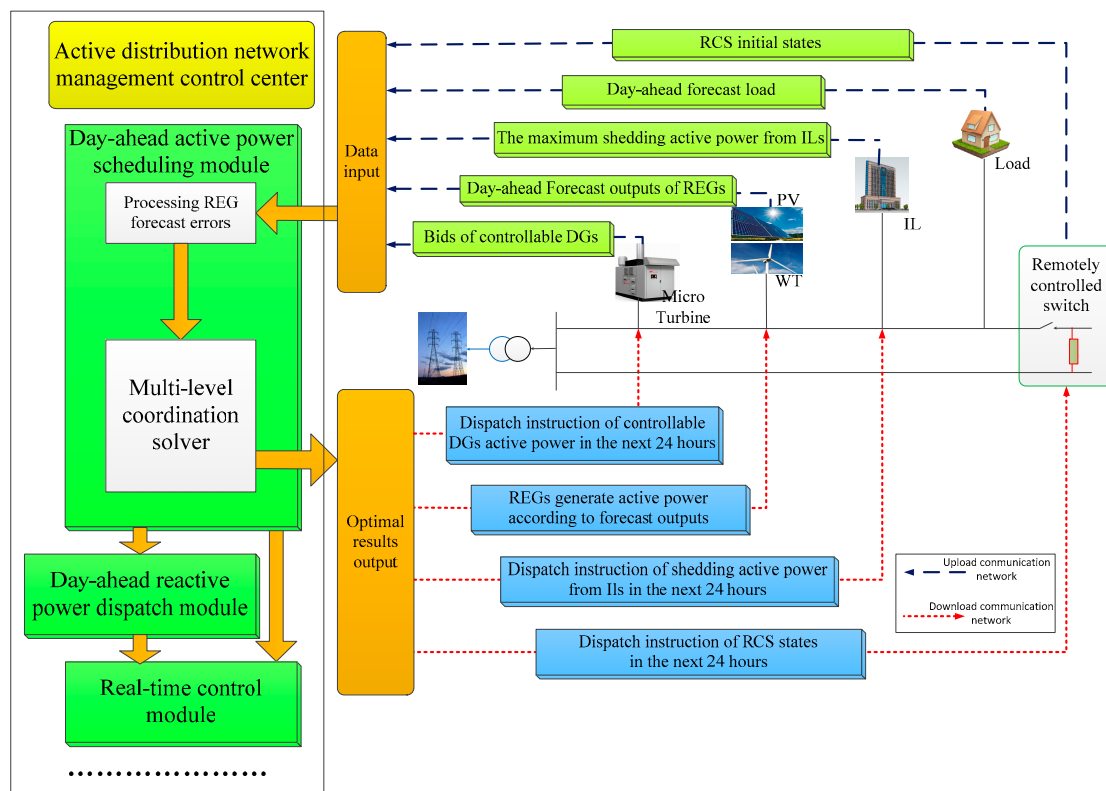 Active distribution network
management control center
Day-ahead active power
scheduling module
Processing REG
forecast errors
Multi-level
coordination
solver
Day-ahead reactive
power dispatch module
Real-time control
module
Data
input
Optimal
results
output
RCS initial states
Day-ahead forecast load
The maximum shedding active power from ILs
Day-ahead Forecast outputs of REGs
Bids of controllable DGs
Load
IL
PV
WT
Micro
Turbine
Remotely
controlled
switch
Dispatch instruction of controllable
DGs active power in the next 24 hours
REGs generate active power
according to forecast outputs
Dispatch instruction of shedding active power
from Ils in the next 24 hours
Dispatch instruction of RCS states
in the next 24 hours
Upload commnication
network
Download communication
network